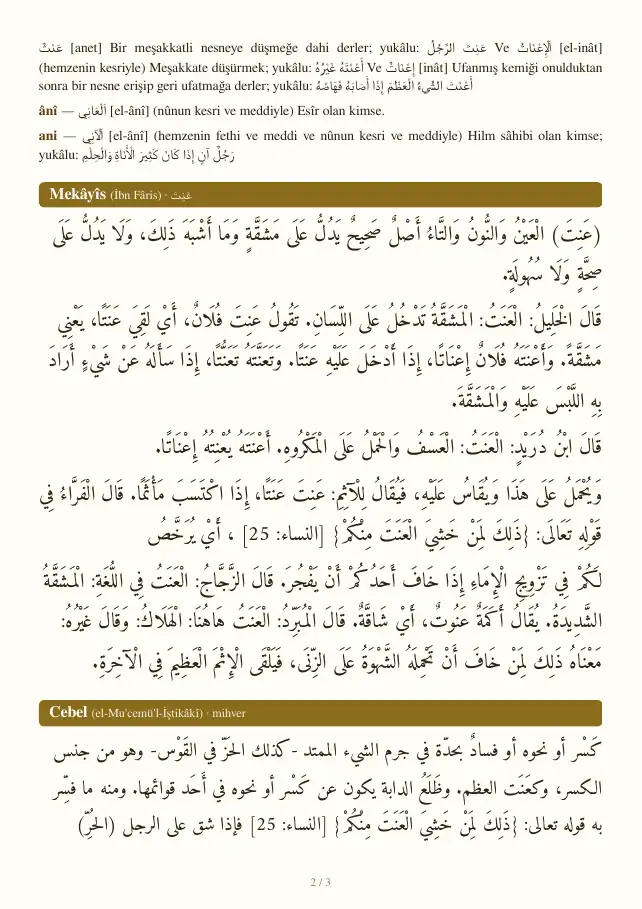 عَنَتٌ [anet] Bir meşakkatli nesneye düşmeğe dahi derler; yukâlu: عَنِتَ الرَّجُلُ Ve اَلْإِعْنَاتُ [el-inât]
(hemzenin kesriyle) Meşakkate düşürmek; yukâlu: أَعْنَتَهُ غَيْرُهُ Ve إِعْنَاتٌ [inât] Ufanmış kemiği onulduktan
sonra bir nesne erişip geri ufatmağa derler; yukâlu: أَعْنَتَ الشَّيْءُ الْعَظْمَ إِذَا أَصَابَهُ فَهَاضَهُ
ânî — اَلْعَانِي [el-ânî] (nûnun kesri ve meddiyle) Esîr olan kimse.
ani — اَلْآنِي [el-ânî] (hemzenin fethi ve meddi ve nûnun kesri ve meddiyle) Hilm sâhibi olan kimse;
yukâlu: رَجُلٌ آنٍ إِذَا كَانَ كَثِيرَ الْأَنَاةِ وَالْحِلْمِ
Mekâyîs (İbn Fâris) · عَنِتَ
(عَنِتَ) الْعَيْنُ وَالنُّونُ وَالتَّاءُ أَصْلٌ صَحِيحٌ يَدُلُّ عَلَى مَشَقَّةٍ وَمَا أَشْبَهَ ذَلِكَ، وَلَا يَدُلُّ عَلَى
صِحَّةٍ وَلَا سُهُولَةٍ.
قَالَ الْخَلِيلُ: الْعَنَتُ: الْمَشَقَّةُ تَدْخُلُ عَلَى اللِّسَانِ. تَقُولُ عَنِتَ فُلَانٌ، أَيْ لَقِيَ عَنَتًا، يَعْنِي
مَشَقَّةً. وَأَعْنَتَهُ فُلَانٌ إِعْنَاتًا، إِذَا أَدْخَلَ عَلَيْهِ عَنَتًا. وَتَعَنَّتَهُ تَعَنُّتًا، إِذَا سَأَلَهُ عَنْ شَيْءٍ أَرَادَ
بِهِ اللَّبْسَ عَلَيْهِ وَالْمَشَقَّةَ.
قَالَ ابْنُ دُرَيْدٍ: الْعَنَتُ: الْعَسْفُ وَالْحَمْلُ عَلَى الْمَكْرُوهِ. أَعْنَتَهُ يُعْنِتُهُ إِعْنَاتًا.
وَيُحْمَلُ عَلَى هَذَا وَيُقَاسُ عَلَيْهِ، فَيُقَالُ لِلْآثِمِ: عَنِتَ عَنَتًا، إِذَا اكْتَسَبَ مَأْثَمًا. قَالَ الْفَرَّاءُ فِي
قَوْلِهِ تَعَالَى: {ذَلِكَ لِمَنْ خَشِيَ الْعَنَتَ مِنْكُمْ} [النساء: 25] ، أَيْ يُرَخَّصُ
لَكُمْ فِي تَزْوِيجِ الْإِمَاءِ إِذَا خَافَ أَحَدُكُمْ أَنْ يَفْجُرَ. قَالَ الزَّجَّاجُ: الْعَنَتُ فِي اللُّغَةِ: الْمَشَقَّةُ
الشَّدِيدَةُ. يُقَالُ أَكَمَةٌ عَنُوتٌ، أَيْ شَاقَّةٌ. قَالَ الْمُبَرِّدُ: الْعَنَتُ هَاهُنَا: الْهَلَاكُ: وَقَالَ غَيْرُهُ:
مَعْنَاهُ ذَلِكَ لِمَنْ خَافَ أَنْ تَحْمِلَهُ الشَّهْوَةُ عَلَى الزِّنَى، فَيَلْقَى الْإِثْمَ الْعَظِيمَ فِي الْآخِرَةِ.
Cebel (el-Mu'cemü'l-İştikâkî) · mihver
كَسْر أو نحوه أو فسادٌ بحدّة في جرم الشيء الممتد -كذلك الحَزّ في القَوْس- وهو من جنس
الكسر، وكعَنَت العظم. وظَلَعُ الدابة يكون عن كَسْر أو نحوه في أَحَد قوائمها. ومنه ما فسِّر
به قوله تعالى: {ذَلِكَ لِمَنْ خَشِيَ الْعَنَتَ مِنْكُمْ} [النساء: 25] فإذا شق على الرجل (الحُرِّ)
2 / 3